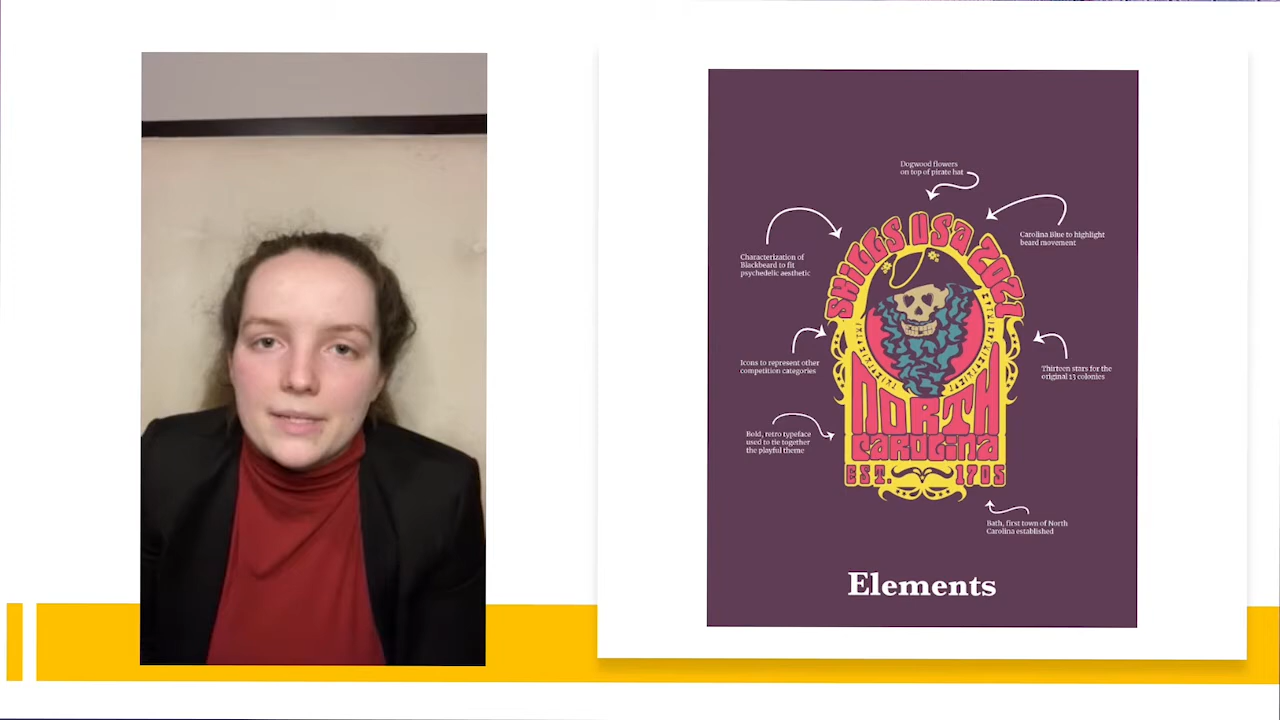 Dogwood flowers
on top of pirate hat
Carolina Blue to highlight
beard movement
Characterization of
Blackbeard to fit
psychedelic aesthetic
SKILLS USA 2021
Icons to represent other
competition categories
Thirteen stars for the
original 13 colonies
Bold, retro typeface
used to tie together
the playful theme
NORTH
CAROLINA
EST. 1705
Bath, first town of North
Carolina established
Elements